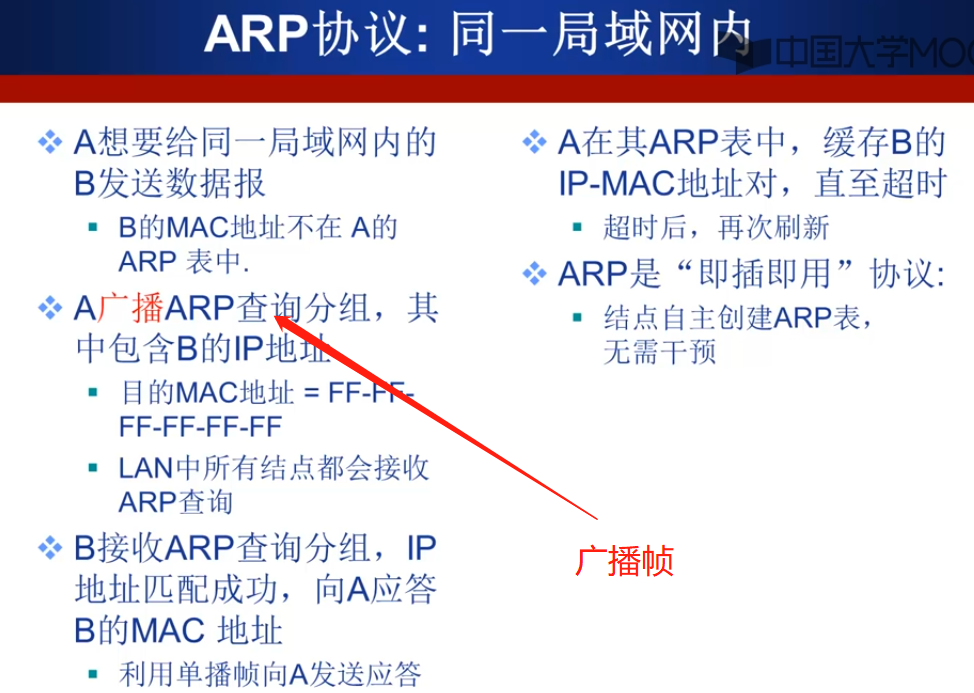 ARP协议: 同一局域网内
中国大学MOO
A想要给同一局域网内的
B发送数据报
B的MAC地址不在 A的
ARP 表中.
A广播ARP查询分组，其
中包含B的IP地址
目的MAC地址 = FF-FF-
FF-FF-FF-FF
LAN中所有结点都会接收
ARP查询
B接收ARP查询分组，IP
地址匹配成功，向A应答
B的MAC 地址
利用单播帧向A发送应答
A在其ARP表中，缓存B的
IP-MAC地址对，直至超时
超时后，再次刷新
ARP是“即插即用”协议:
结点自主创建ARP表，
无需干预
广播帧